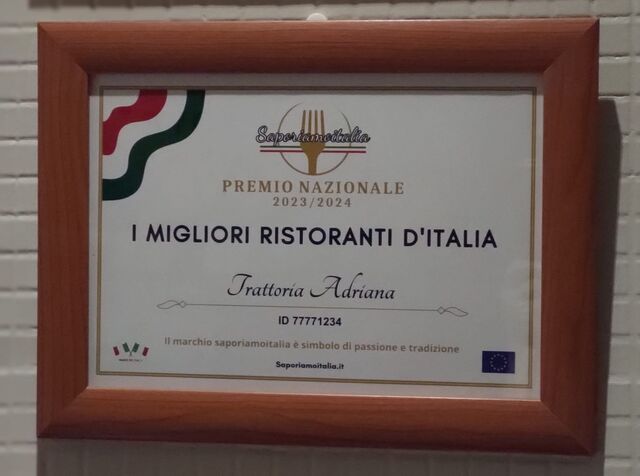 Saporiamoitalia
PREMIO NAZIONALE
2023/2024
I MIGLIORI RISTORANTI D'ITALIA
Trattoria Adriana
ID 77771234
Il marchio saporiamoitalia è simbolo di passione e tradizione
Saporiamoitalia.it